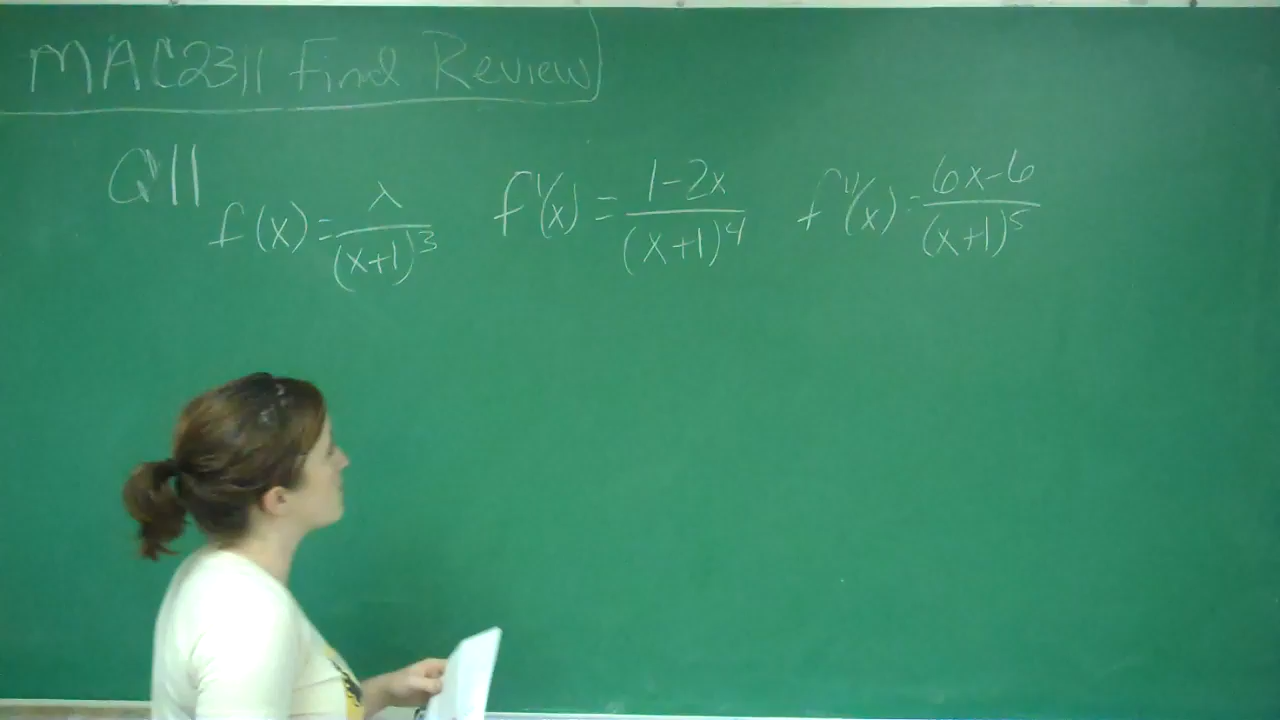 MAC2311 Final Review
Q11
f(x)=x/(x+1)^3 f'(x)=1-2x/(x+1)^4 f''(x)=6x-6/(x+1)^5